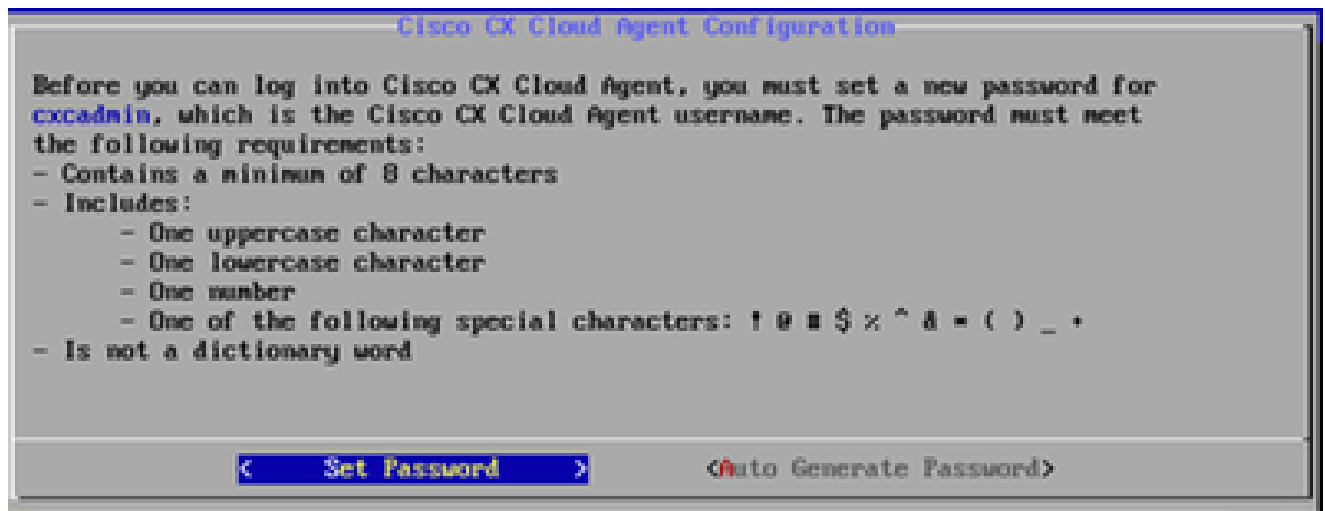 Cisco CX Cloud Agent Configuration
Before you can log into Cisco CX Cloud Agent, you must set a new password for
cxcadmin, which is the Cisco CX Cloud Agent username. The password must meet
the following requirements:
- Contains a minimum of 8 characters
- Includes:
- One uppercase character
- One lowercase character
- One number
- One of the following special characters: ! @ # $ % ^ & * ( ) _ +
- Is not a dictionary word
< Set Password > <Auto Generate Password>